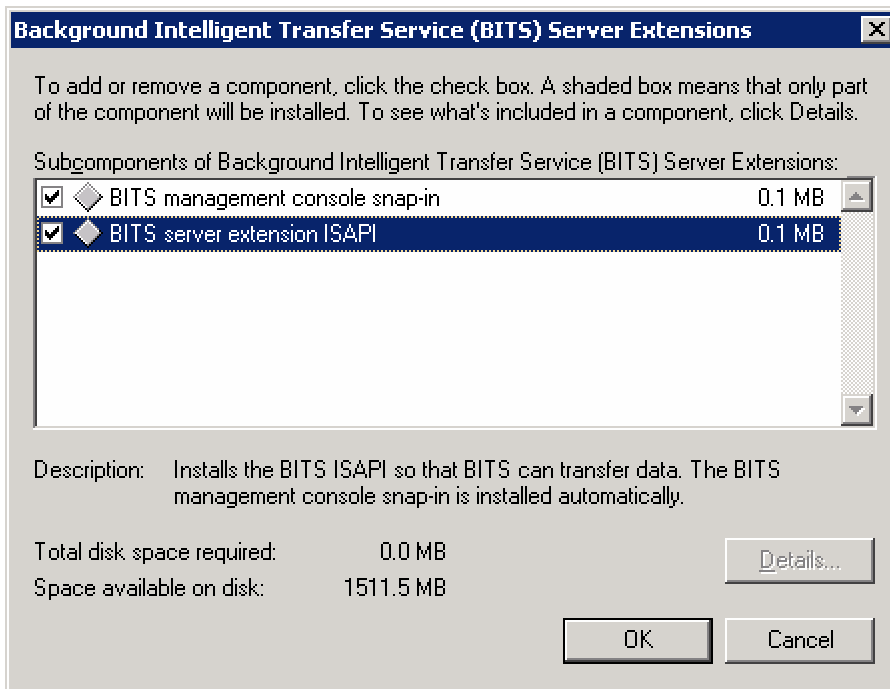 Background Intelligent Transfer Service (BITS) Server Extensions
To add or remove a component, click the check box. A shaded box means that only part
of the component will be installed. To see what's included in a component, click Details.
Subcomponents of Background Intelligent Transfer Service (BITS) Server Extensions:
BITS management console snap-in 0.1 MB
BITS server extension ISAPI 0.1 MB
Description: Installs the BITS ISAPI so that BITS can transfer data. The BITS
management console snap-in is installed automatically.
Total disk space required: 0.0 MB
Space available on disk: 1511.5 MB
Details...
OK Cancel